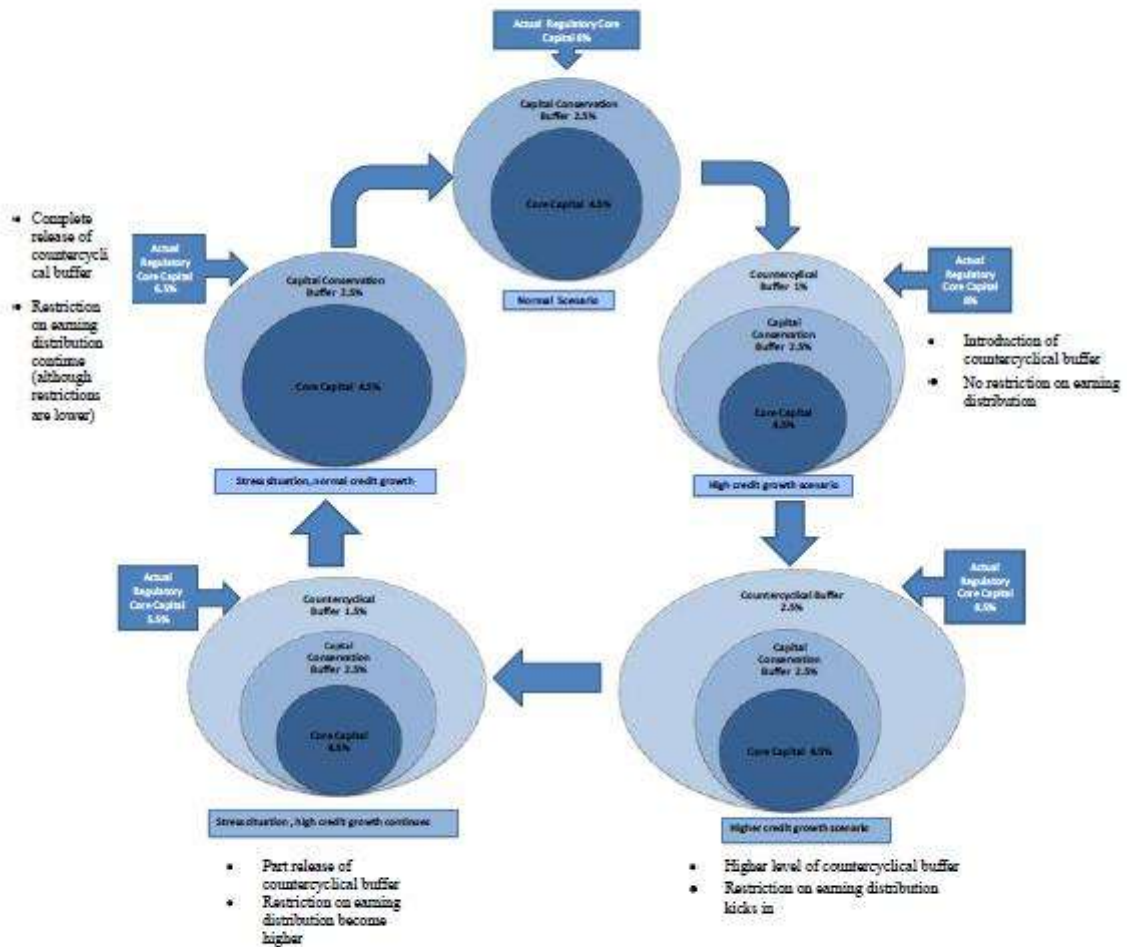 Actual Regulatory Core
Capital 8%
Capital Conservation
Buffer 2.5%
Core Capital 4.5%
Normal Scenario
Countercylical
Buffer 1%
Capital
Conservation
Buffer 2.5%
Core Capital
4.5%
High credit growth scenario
Actual
Regulatory
Core Capital
8%
• Introduction of
countercyclical buffer
• No restriction on earning
distribution
Countercyclical Buffer
2.5%
Capital
Conservation
Buffer 2.5%
Core Capital 4.5%
Higher credit growth scenario
Actual
Regulatory
Core Capital
8.5%
• Higher level of countercyclical buffer
• Restriction on earning distribution
kicks in
Actual
Regulatory
Core Capital
5.5%
Countercyclical
Buffer 1.5%
Capital
Conservation
Buffer 2.5%
Core Capital
4.5%
Stress situation , high credit growth continues
• Part release of
countercyclical buffer
• Restriction on earning
distribution become
higher
• Complete
release of
countercycli
cal buffer
• Restriction
on earning
distribution
continue
(although
restrictions
are lower)
Actual
Regulatory
Core Capital
6.5%
Capital Conservation
Buffer 2.5%
Core Capital 4.5%
Stress situation, normal credit growth